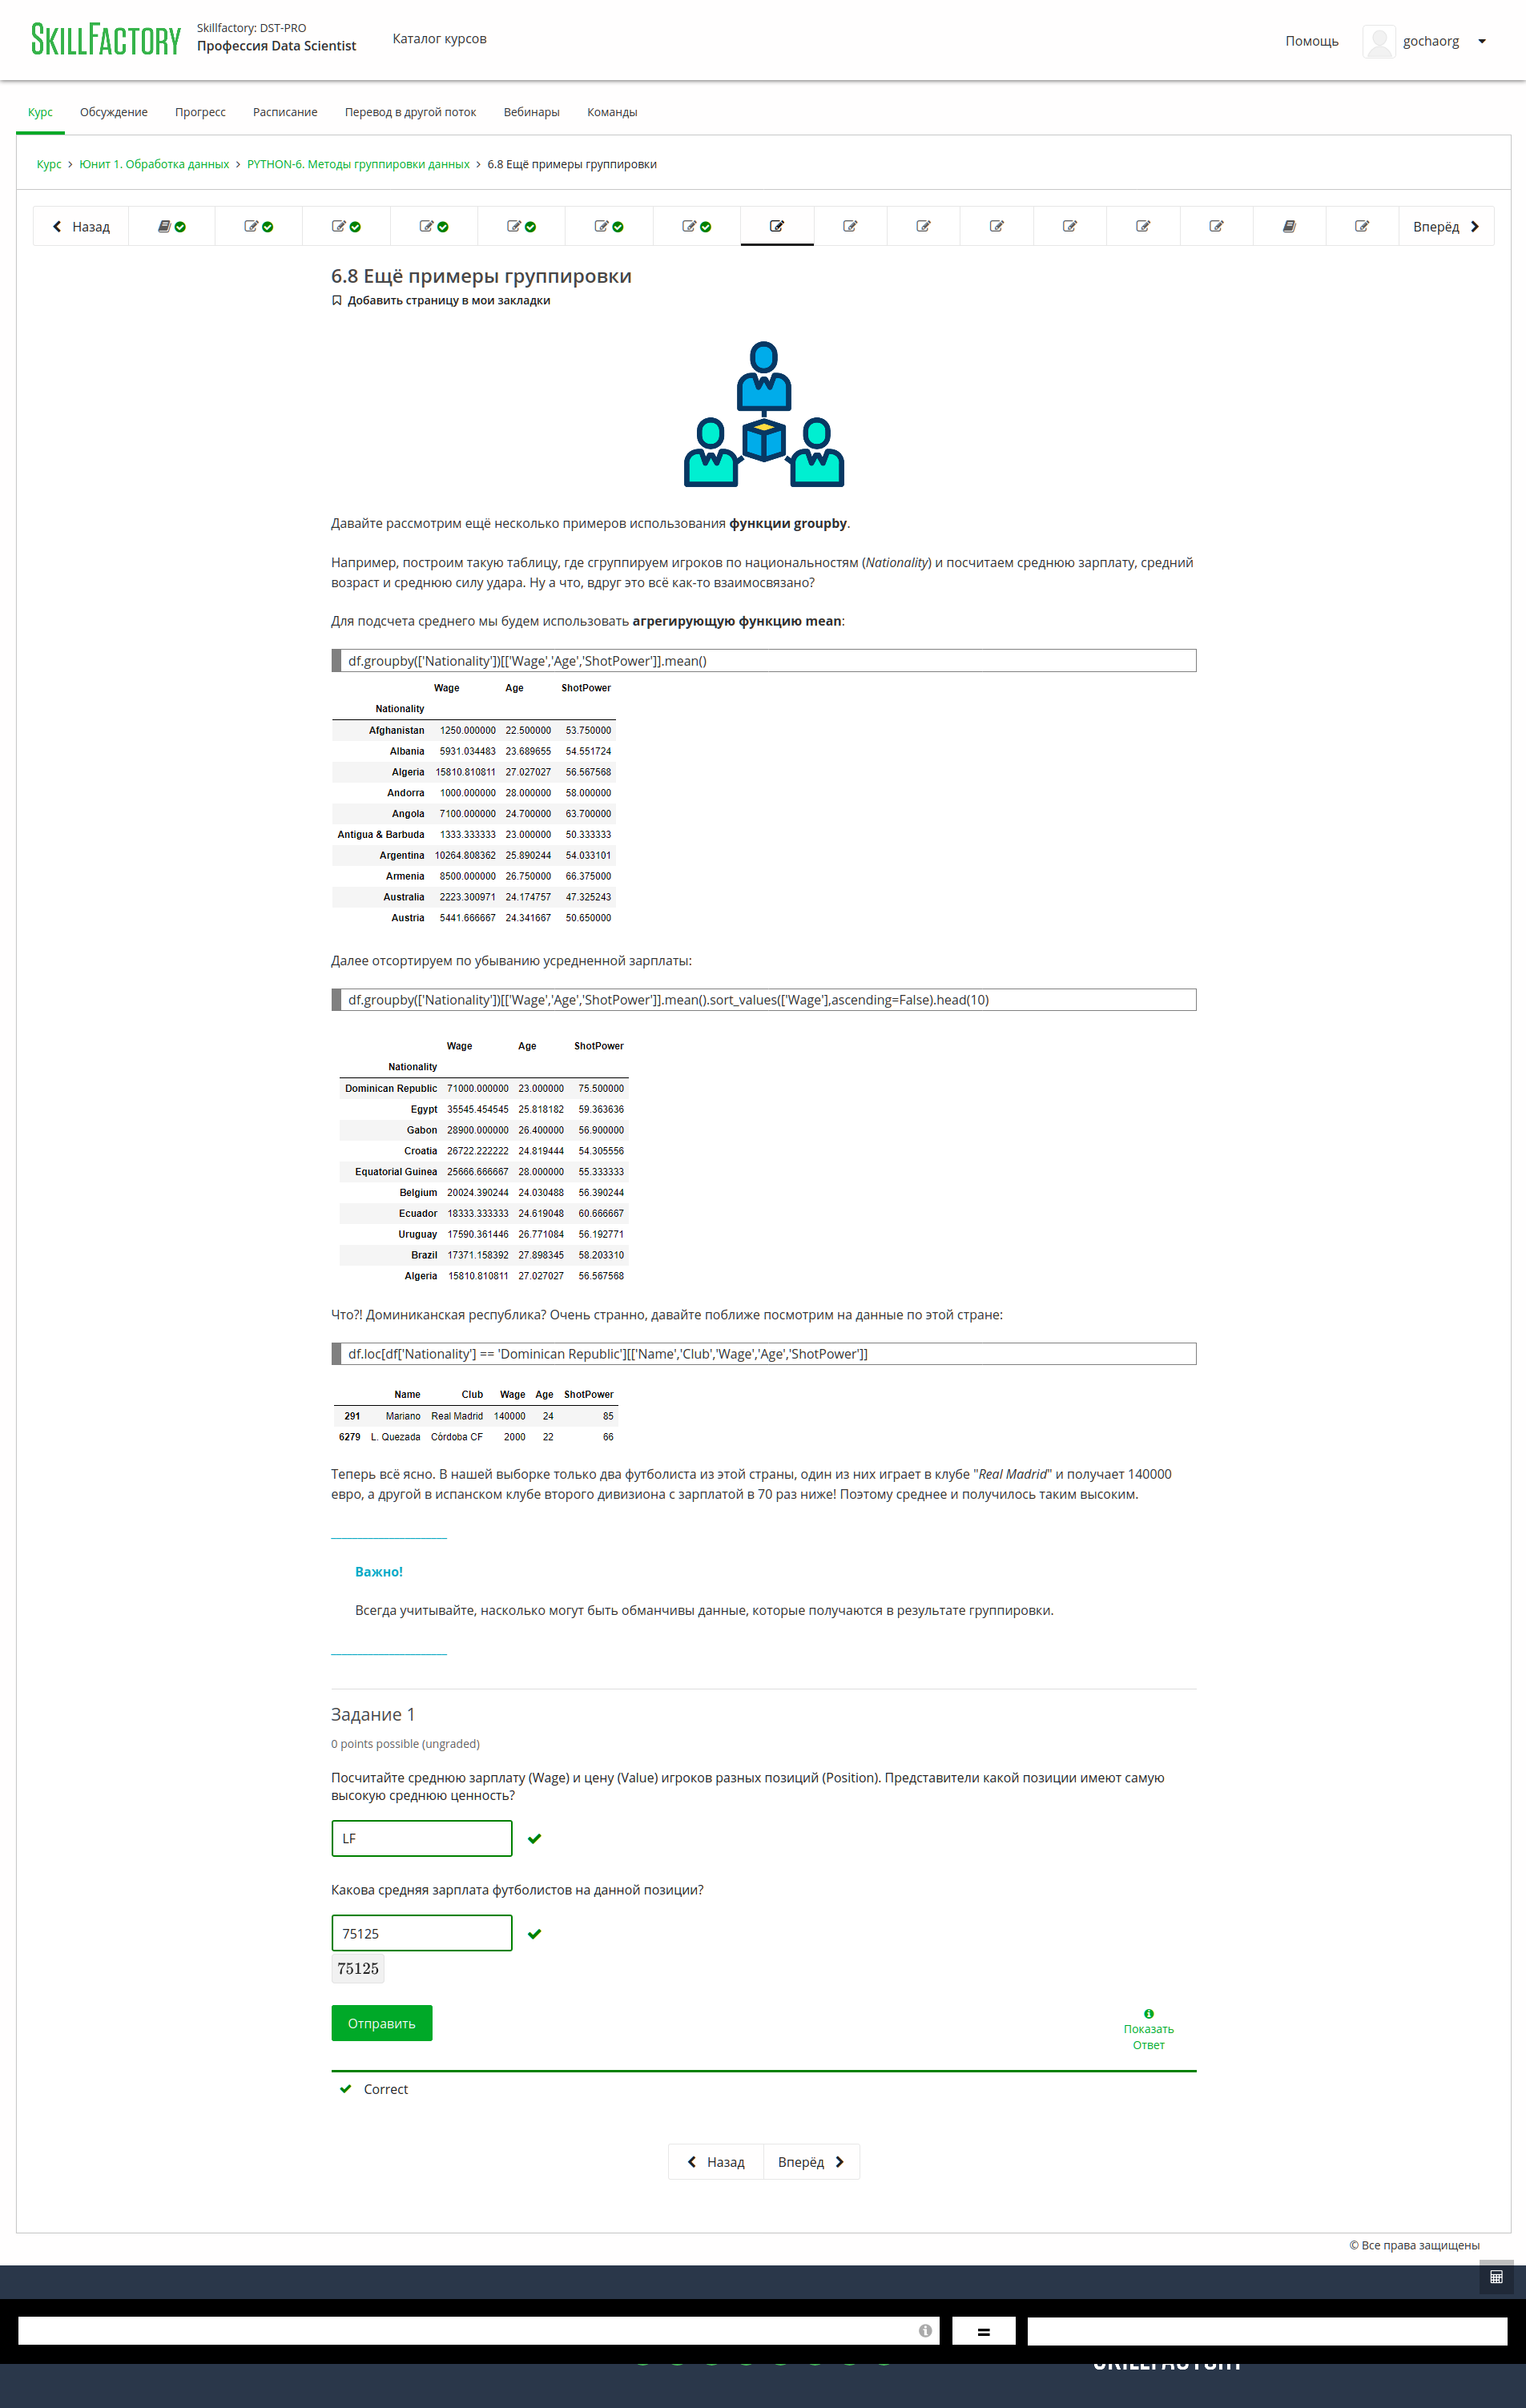 SKILLFACTORY
Skillfactory: DST-PRO
Профессия Data Scientist
Каталог курсов
Помощь
gochaorg
Курс Обсуждение Прогресс Расписание Перевод в другой поток Вебинары Команды
Курс > Юнит 1. Обработка данных > PYTHON-6. Методы группировки данных > 6.8 Ещё примеры группировки
Назад
Вперёд
6.8 Ещё примеры группировки
Добавить страницу в мои закладки
Давайте рассмотрим ещё несколько примеров использования функции groupby.
Например, построим такую таблицу, где сгруппируем игроков по национальностям (Nationality) и посчитаем среднюю зарплату, средний
возраст и среднюю силу удара. Ну а что, вдруг это всё как-то взаимосвязано?
Для подсчета среднего мы будем использовать агрегирующую функцию mean:
df.groupby(['Nationality'])[['Wage','Age','ShotPower']].mean()
Wage Age ShotPower
Nationality
Afghanistan 1250.000000 22.500000 53.750000
Albania 5931.034483 23.689655 54.551724
Algeria 15810.810811 27.027027 56.567568
Andorra 1000.000000 28.000000 58.000000
Angola 7100.000000 24.700000 63.700000
Antigua & Barbuda 1333.333333 23.000000 50.333333
Argentina 10264.808362 25.890244 54.033101
Armenia 8500.000000 26.750000 66.375000
Australia 2223.300971 24.174757 47.325243
Austria 5441.666667 24.341667 50.650000
Далее отсортируем по убыванию усредненной зарплаты:
df.groupby(['Nationality'])[['Wage','Age','ShotPower']].mean().sort_values(['Wage'],ascending=False).head(10)
Wage Age ShotPower
Nationality
Dominican Republic 71000.000000 23.000000 75.500000
Egypt 35545.454545 25.818182 59.363636
Gabon 28900.000000 26.400000 56.900000
Croatia 26722.222222 24.819444 54.305556
Equatorial Guinea 25666.666667 28.000000 55.333333
Belgium 20024.390244 24.030488 56.390244
Ecuador 18333.333333 24.619048 60.666667
Uruguay 17590.361446 26.771084 56.192771
Brazil 17371.158392 27.898345 58.203310
Algeria 15810.810811 27.027027 56.567568
Что?! Доминиканская республика? Очень странно, давайте поближе посмотрим на данные по этой стране:
df.loc[df['Nationality'] == 'Dominican Republic'][['Name','Club','Wage','Age','ShotPower']]
Name Club Wage Age ShotPower
291 Mariano Real Madrid 140000 24 85
6279 L. Quezada Córdoba CF 2000 22 66
Теперь всё ясно. В нашей выборке только два футболиста из этой страны, один из них играет в клубе "Real Madrid" и получает 140000
евро, а другой в испанском клубе второго дивизиона с зарплатой в 70 раз ниже! Поэтому среднее и получилось таким высоким.
Важно!
Всегда учитывайте, насколько могут быть обманчивы данные, которые получаются в результате группировки.
Задание 1
0 points possible (ungraded)
Посчитайте среднюю зарплату (Wage) и цену (Value) игроков разных позиций (Position). Представители какой позиции имеют самую
высокую среднюю ценность?
LF
Какова средняя зарплата футболистов на данной позиции?
75125
75125
Отправить
Показать
Ответ
Correct
Назад Вперёд
© Все права защищены
=
SKILLFACTORY